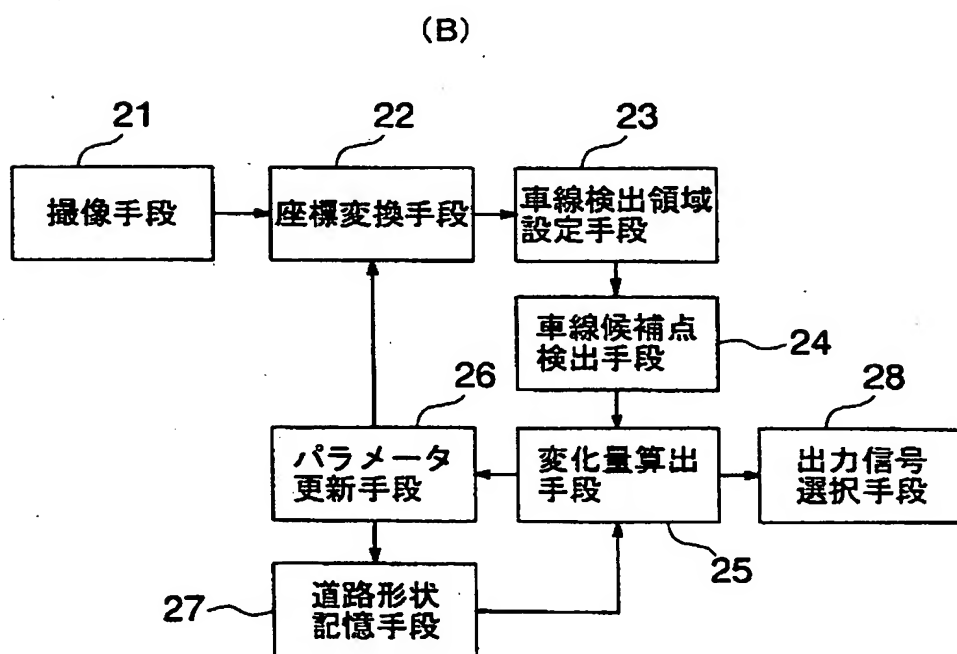 (B)
21
22
23
撮像手段
座標変換手段
車線検出領域
設定手段
車線候補点
検出手段
24
26
28
パラメータ
更新手段
変化量算出
手段
出力信号
選択手段
25
27
道路形状
記憶手段